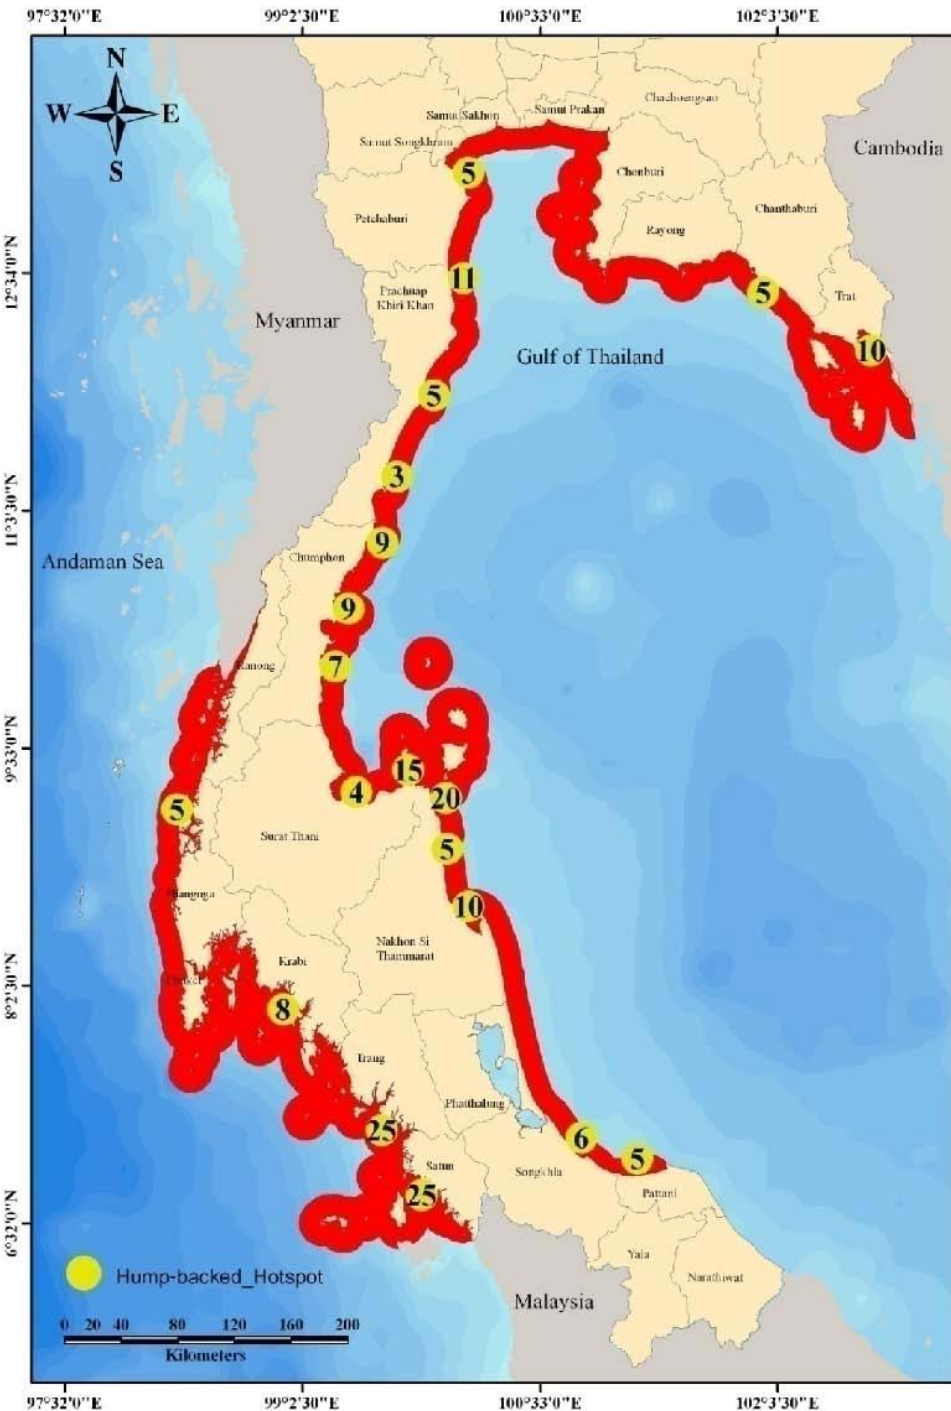 97°32'0"E 99°2'30"E 100°33'0"E 102°3'30"E
N
W E
S
Chachoengsao
Samut Prakan
Samut Sakhon
Samut Songkhram
Cambodia
5
Chonburi
Petchaburi
Chanthaburi
Rayong
12°34'0"N
11
5
Trat
Prachuap
Khiri Khan
Myanmar
Gulf of Thailand
10
5
3
11°3'30"N
9
Chumphon
Andaman Sea
9
7
Ranong
9°33'0"N
15
4
20
5
Surat Thani
5
10
Phangnga
Nakhon Si
Thammarat
Krabi
Phuket
8°2'30"N
8
Trang
Phatthalung
25
6
5
Satun
Songkhla
25
Pattani
6°32'0"N
Yala
Hump-backed_Hotspot
Narathiwat
Malaysia
0 20 40 80 120 160 200
Kilometers
97°32'0"E 99°2'30"E 100°33'0"E 102°3'30"E